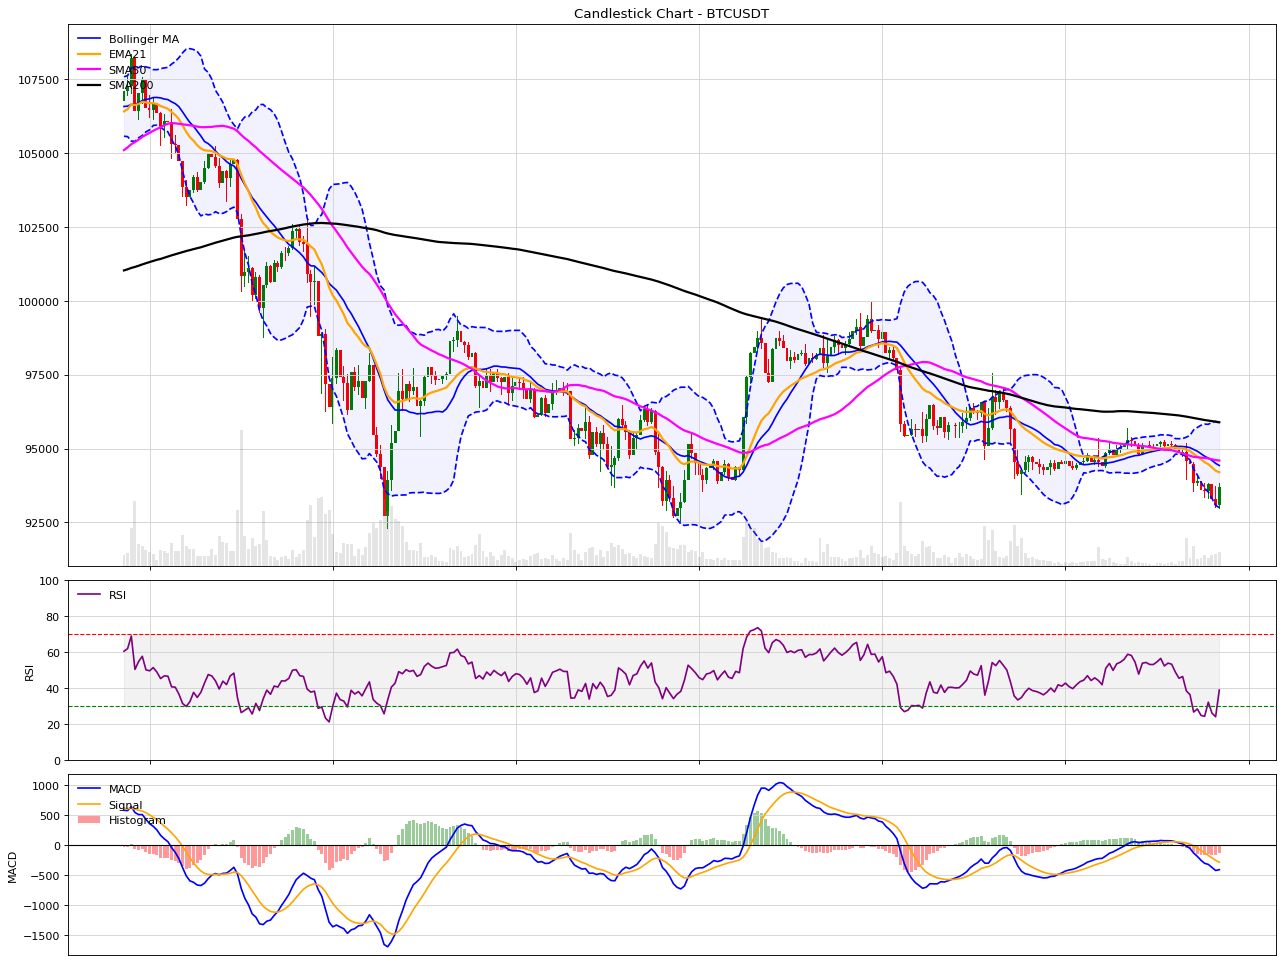 Candlestick Chart - BTCUSDT
Bollinger MA
EMA21
SMA50
SMA200
107500
105000
102500
100000
97500
95000
92500
RSI
100
80
60
40
20
0
RSI
MACD
Signal
Histogram
1000
500
0
−500
−1000
−1500
MACD